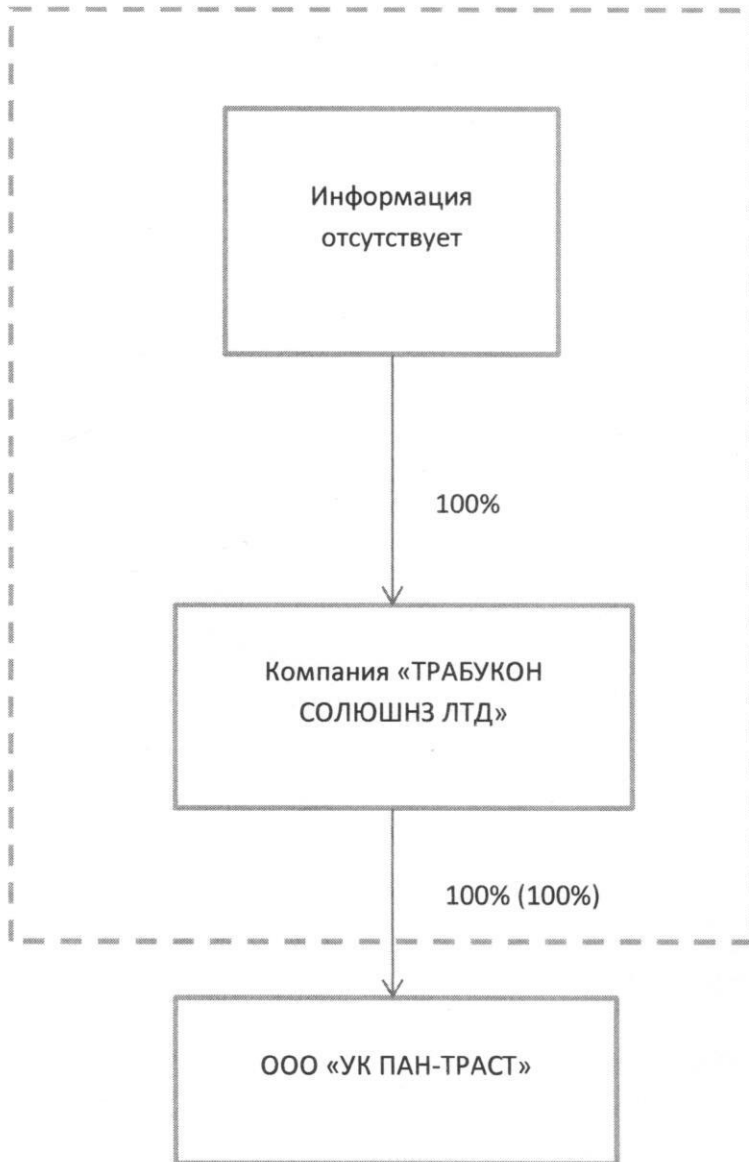 Информация
отсутствует
100%
Компания «ТРАБУКОН
СОЛЮШНЗ ЛТД»
100% (100%)
ООО «УК ПАН-ТРАСТ»